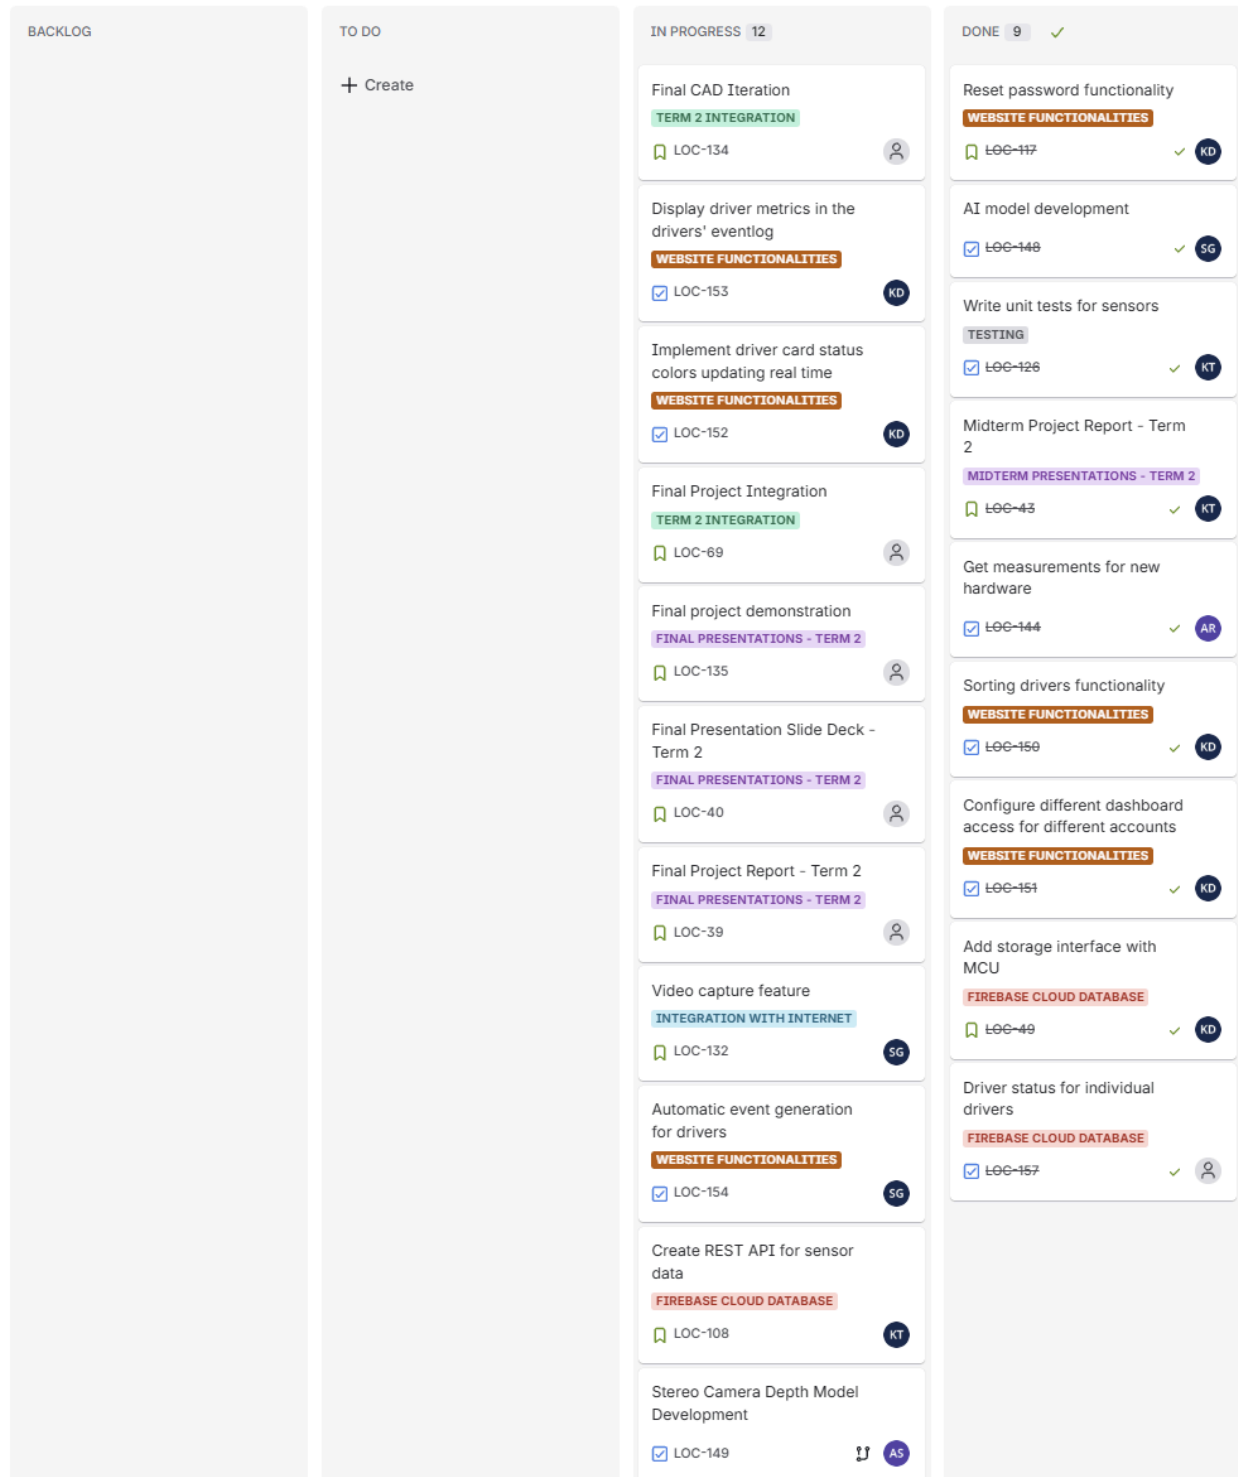 BACKLOG
TO DO
Create
IN PROGRESS 12
Final CAD Iteration
TERM 2 INTEGRATION
LOC-134
Display driver metrics in the
drivers' eventlog
WEBSITE FUNCTIONALITIES
LOC-153
KD
Implement driver card status
colors updating real time
WEBSITE FUNCTIONALITIES
LOC-152
KD
Final Project Integration
TERM 2 INTEGRATION
LOC-69
Final project demonstration
FINAL PRESENTATIONS - TERM 2
LOC-135
Final Presentation Slide Deck -
Term 2
FINAL PRESENTATIONS - TERM 2
LOC-40
Final Project Report - Term 2
FINAL PRESENTATIONS - TERM 2
LOC-39
Video capture feature
INTEGRATION WITH INTERNET
LOC-132
SG
Automatic event generation
for drivers
WEBSITE FUNCTIONALITIES
LOC-154
SG
Create REST API for sensor
data
FIREBASE CLOUD DATABASE
LOC-108
KT
Stereo Camera Depth Model
Development
LOC-149
AS
DONE 9
Reset password functionality
WEBSITE FUNCTIONALITIES
LOC-117
KD
AI model development
LOC-148
SG
Write unit tests for sensors
TESTING
LOC-126
KT
Midterm Project Report - Term
2
MIDTERM PRESENTATIONS - TERM 2
LOC-43
KT
Get measurements for new
hardware
LOC-144
AR
Sorting drivers functionality
WEBSITE FUNCTIONALITIES
LOC-150
KD
Configure different dashboard
access for different accounts
WEBSITE FUNCTIONALITIES
LOC-151
KD
Add storage interface with
MCU
FIREBASE CLOUD DATABASE
LOC-49
KD
Driver status for individual
drivers
FIREBASE CLOUD DATABASE
LOC-157